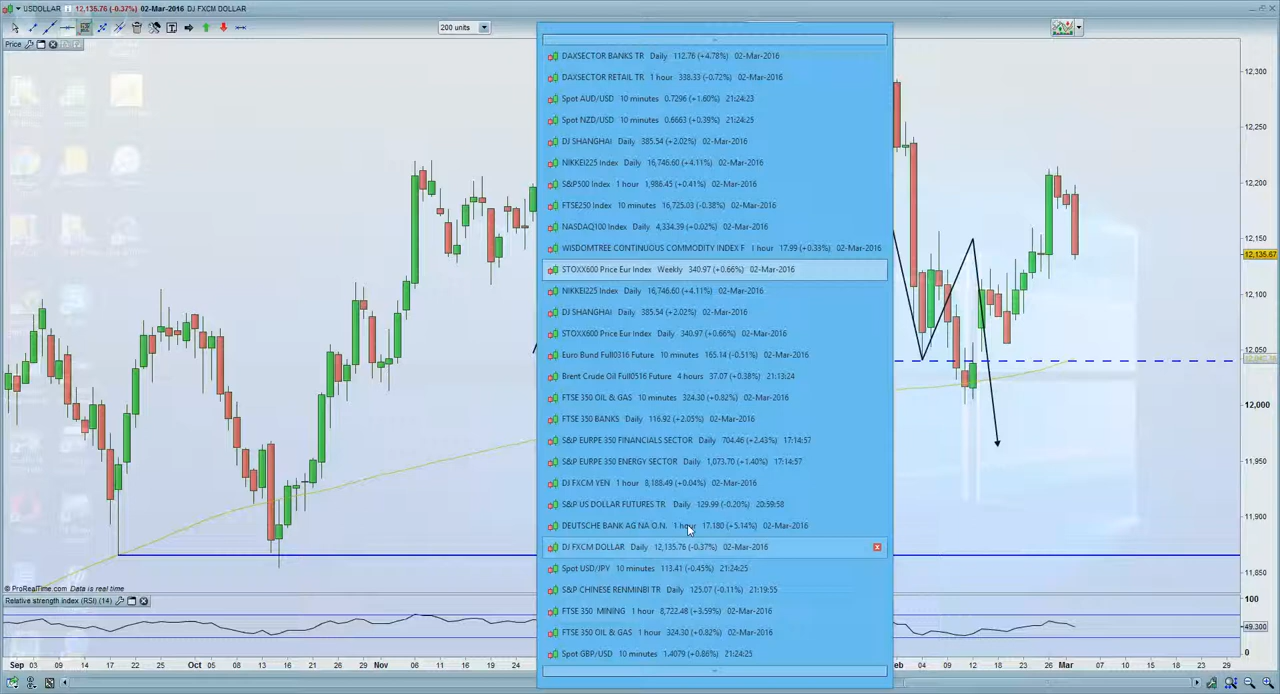 USDOLLAR 12,135.76 (-0.37%) 02-Mar-2016 DJ FXCM DOLLAR
200 units
Price
DAXSECTOR BANKS TR Daily 112.76 (+4.78%) 02-Mar-2016
DAXSECTOR RETAIL TR 1 hour 338.33 (-0.72%) 02-Mar-2016
Spot AUD/USD 10 minutes 0.7296 (+1.60%) 21:24:23
Spot NZD/USD 10 minutes 0.6663 (+0.39%) 21:24:25
DJ SHANGHAI Daily 385.54 (+2.02%) 02-Mar-2016
NIKKEI225 Index Daily 16,746.60 (+4.11%) 02-Mar-2016
S&P500 Index 1 hour 1,986.45 (+0.41%) 02-Mar-2016
FTSE250 Index 10 minutes 16,725.03 (-0.38%) 02-Mar-2016
NASDAQ100 Index Daily 4,334.39 (+0.02%) 02-Mar-2016
WISDOMTREE CONTINUOUS COMMODITY INDEX F 1 hour 17.99 (+0.33%) 02-Mar-2016
STOXX600 Price Eur Index Weekly 340.97 (+0.66%) 02-Mar-2016
NIKKEI225 Index Daily 16,746.60 (+4.11%) 02-Mar-2016
DJ SHANGHAI Daily 385.54 (+2.02%) 02-Mar-2016
STOXX600 Price Eur Index Daily 340.97 (+0.66%) 02-Mar-2016
Euro Bund Full0316 Future 10 minutes 165.14 (-0.51%) 02-Mar-2016
Brent Crude Oil Full0516 Future 4 hours 37.07 (+0.38%) 21:13:24
FTSE 350 OIL & GAS 10 minutes 324.30 (+0.82%) 02-Mar-2016
FTSE 350 BANKS Daily 116.92 (+2.05%) 02-Mar-2016
S&P EURPE 350 FINANCIALS SECTOR Daily 704.46 (+2.43%) 17:14:57
S&P EURPE 350 ENERGY SECTOR Daily 1,073.70 (+1.40%) 17:14:57
DJ FXCM YEN 1 hour 8,188.49 (+0.04%) 02-Mar-2016
S&P US DOLLAR FUTURES TR Daily 129.99 (-0.20%) 20:59:58
DEUTSCHE BANK AG NA O.N. 1 hour 17.180 (+5.14%) 02-Mar-2016
DJ FXCM DOLLAR Daily 12,135.76 (-0.37%) 02-Mar-2016
Spot USD/JPY 10 minutes 113.41 (-0.45%) 21:24:25
S&P CHINESE RENMINBI TR Daily 125.07 (-0.11%) 21:19:55
FTSE 350 MINING 1 hour 8,722.48 (+3.59%) 02-Mar-2016
FTSE 350 OIL & GAS 1 hour 324.30 (+0.82%) 02-Mar-2016
Spot GBP/USD 10 minutes 1.4079 (+0.86%) 21:24:25
12,300
12,250
12,200
12,150
12,135.67
12,100
12,050
12,000
11,950
11,900
11,850
© ProRealTime.com Data is real time
Relative strength index (RSI) (14)
100
49.300
0
Sep 03 09 14 17 22 25 Oct 05 08 13 16 21 26 29 Nov 05 10 13 18 24 eb 04 09 12 18 23 26 Mar 07 10 15 18 23 29